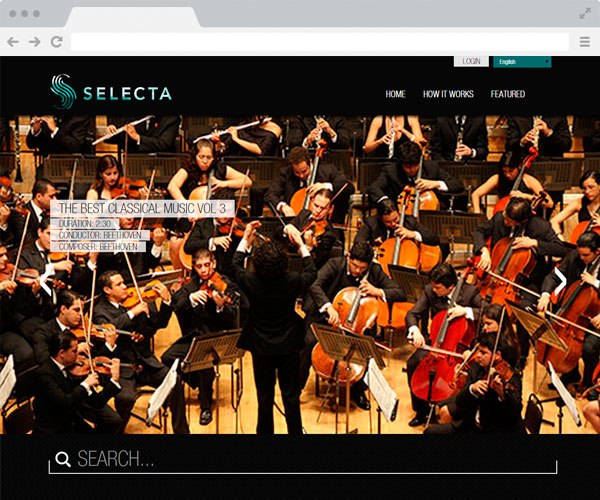 LOGIN
English
SELECTA
HOME HOW IT WORKS FEATURED
THE BEST CLASSICAL MUSIC VOL 3
DURATION: 2:30
CONDUCTOR: BEETHOVEN
COMPOSER: BEETHOVEN
SEARCH...